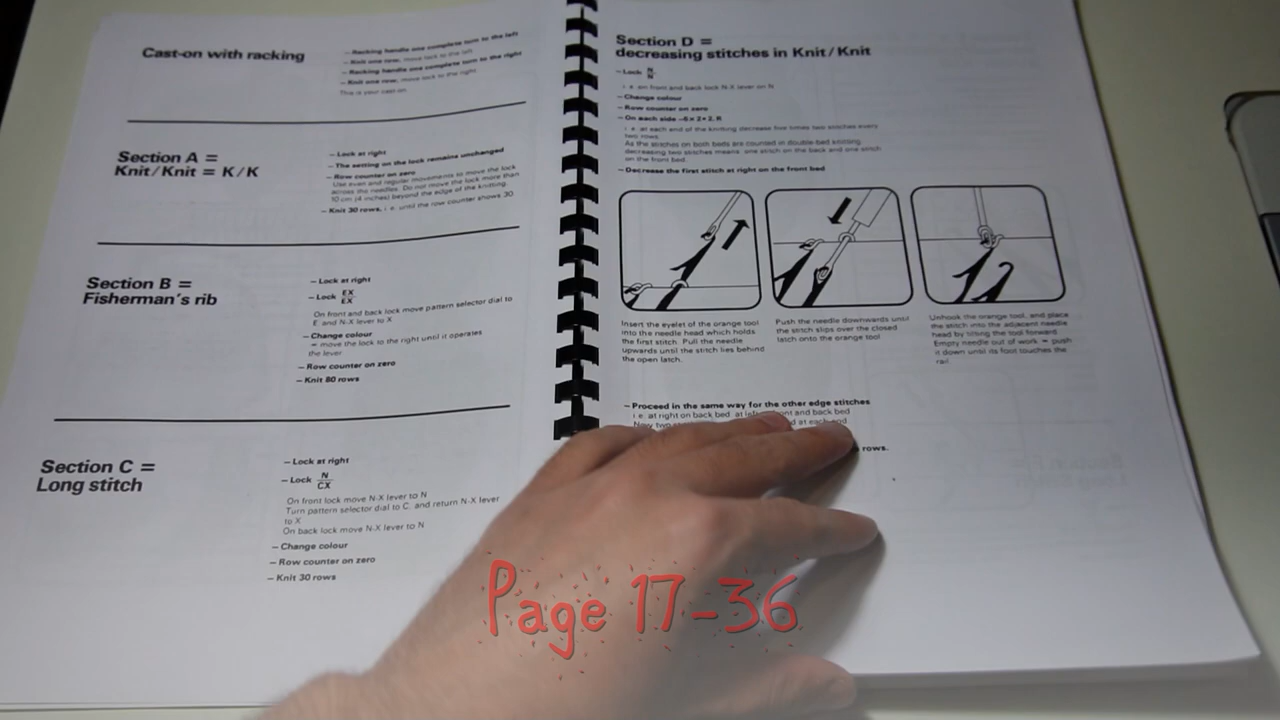 Cast-on with racking
– Racking handle one complete turn to the left
– Knit one row, move lock to the left
– Racking handle one complete turn to the right
– Knit one row, move lock to the right
This is your cast-on
Section A =
Knit/Knit = K/K
– Lock at right
– The setting on the lock remains unchanged
– Row counter on zero
Use even and regular movements to move the lock
across the needles. Do not move the lock more than
10 cm (4 inches) beyond the edge of the knitting.
– Knit 30 rows, i.e. until the row counter shows 30
Section B =
Fisherman's rib
– Lock at right
– Lock EX
EX
On front and back lock move pattern selector dial to
E and N-X lever to X
– Change colour
= move the lock to the right until it operates
the lever
– Row counter on zero
– Knit 80 rows
Section C =
Long stitch
– Lock at right
– Lock N
CX
On front lock move N-X lever to N
Turn pattern selector dial to C, and return N-X lever
to X
On back lock move N-X lever to N
– Change colour
– Row counter on zero
– Knit 30 rows
Section D =
decreasing stitches in Knit/Knit
– Lock N
N
i.e. on front and back lock N-X lever on N
– Change colour
– Row counter on zero
– On each side –5 × 2 × 2 R
i.e. at each end of the knitting decrease five times two stitches every
two rows.
As the stitches on both beds are counted in double-bed knitting,
decreasing two stitches means: one stitch on the back and one stitch
on the front bed.
– Decrease the first stitch at right on the front bed
Insert the eyelet of the orange tool
into the needle head which holds
the first stitch. Pull the needle
upwards until the stitch lies behind
the open latch.
Push the needle downwards until
the stitch slips over the closed
latch onto the orange tool
Unhook the orange tool, and place
the stitch into the adjacent needle
head by tilting the tool forward.
Empty needle out of work = push
it down until its foot touches the
rail
– Proceed in the same way for the other edge stitches
i.e. at right on back bed, at left front and back bed
Now two at each end
rows.
Page 17-36